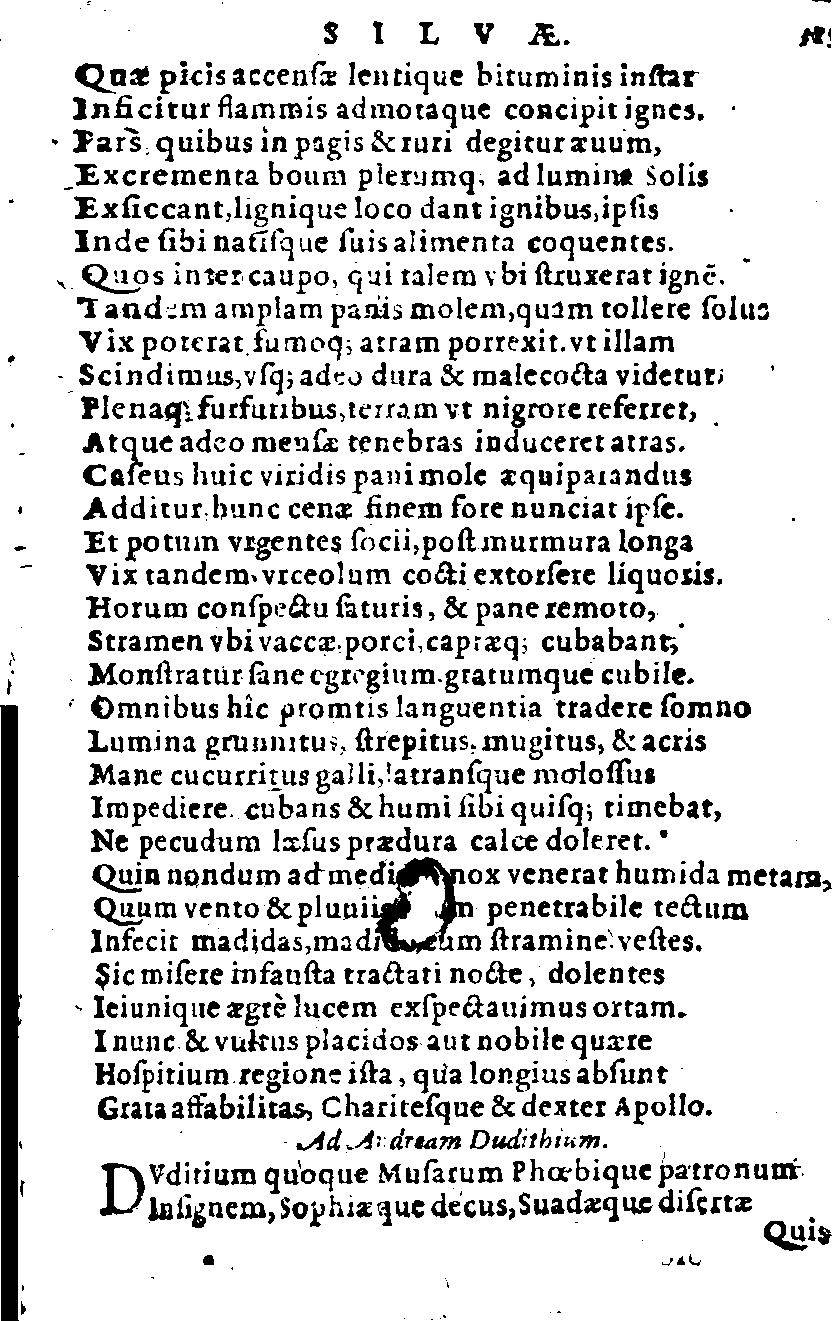 SILVÆ.
Quæ picis accensæ lentique bituminis instar
Inficitur flammis admotaque concipit ignes.
Pars quibus in pagis & ruri degitur æuum,
Excrementa boum plerumq; ad lumina Solis
Exsiccant, lignique loco dant ignibus, ipsis
Inde sibi natisque suis alimenta coquentes.
Quos inter caupo, qui talem vbi struxerat ignẽ.
Tandem amplam panis molem, quam tollere solus
Vix poterat fumoq; atram porrexit. vt illam
Scindimus, vsq; adeo dura & malecocta videtur;
Plenaq; furfuribus, terram vt nigrore referret,
Atque adeo mensæ tenebras induceret atras.
Caseus huic viridis pani mole æquiparandus
Additur, hunc cenæ finem fore nunciat ipse.
Et potum vrgentes socii, post murmura longa
Vix tandem vrceolum cocti extorsere liquoris.
Horum conspectu saturis, & pane remoto,
Stramen vbi vaccæ, porci, capræq; cubabant,
Monstratur sane egregium gratumque cubile.
Omnibus hîc promtis languentia tradere somno
Lumina grunnitus, strepitus, mugitus, & acris
Mane cucurritus galli, latransque molossus
Impediere. cubans & humi sibi quisq; timebat,
Ne pecudum læsus prædura calce doleret.
Quin nondum ad nox venerat humida metam,
Quum vento & penetrabile tectum
Infecit madidas, stramine vestes.
Sic misere infausta tractati nocte, dolentes
Ieiunique ægrè lucem exspectauimus ortam.
I nunc & vultus placidos aut nobile quære
Hospitium regione ista, qua longius absunt
Grata affabilitas, Charitesque & dexter Apollo.
Ad Andream Dudithium.
DVditium quoque Musarum Phœbique patronum
Insignem, Sophiæque decus, Suadæque disertæ
Quis